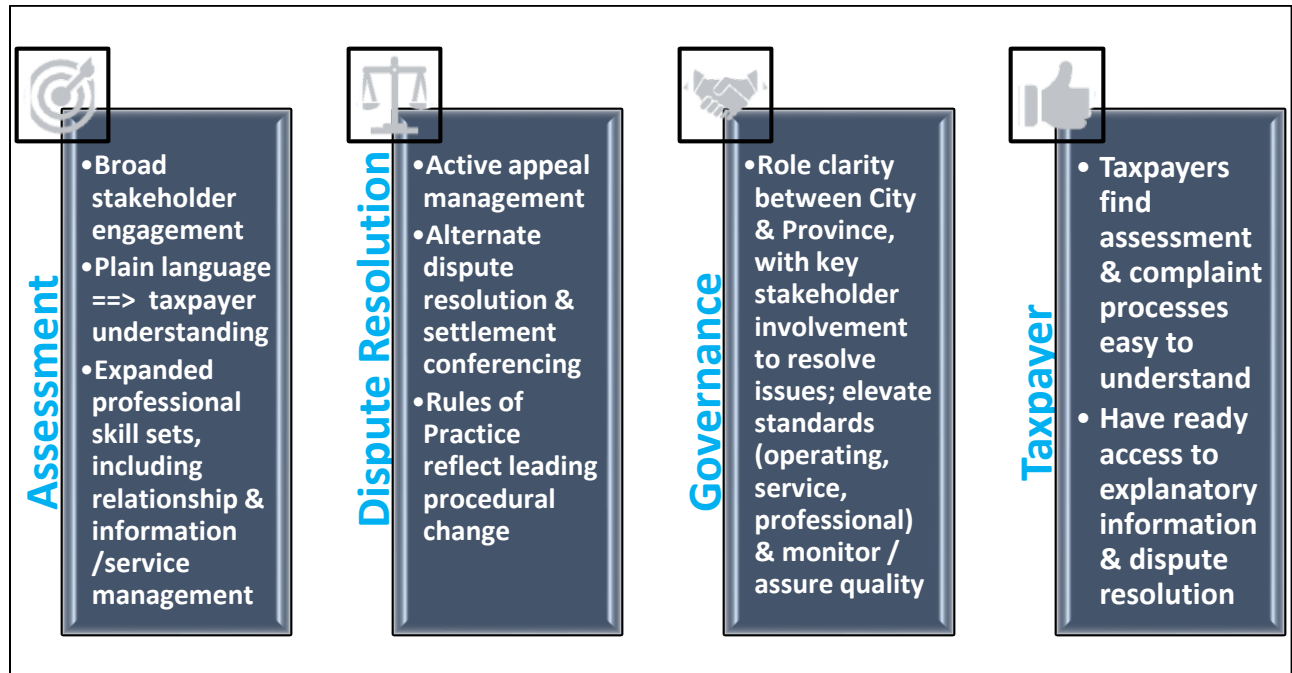 Assessment
•Broad
stakeholder
engagement
•Plain language
==> taxpayer
understanding
•Expanded
professional
skill sets,
including
relationship &
information
/service
management
Dispute Resolution
•Active appeal
management
•Alternate
dispute
resolution &
settlement
conferencing
•Rules of
Practice
reflect leading
procedural
change
Governance
•Role clarity
between City
& Province,
with key
stakeholder
involvement
to resolve
issues; elevate
standards
(operating,
service,
professional)
& monitor /
assure quality
Taxpayer
• Taxpayers
find
assessment
& complaint
processes
easy to
understand
• Have ready
access to
explanatory
information
& dispute
resolution